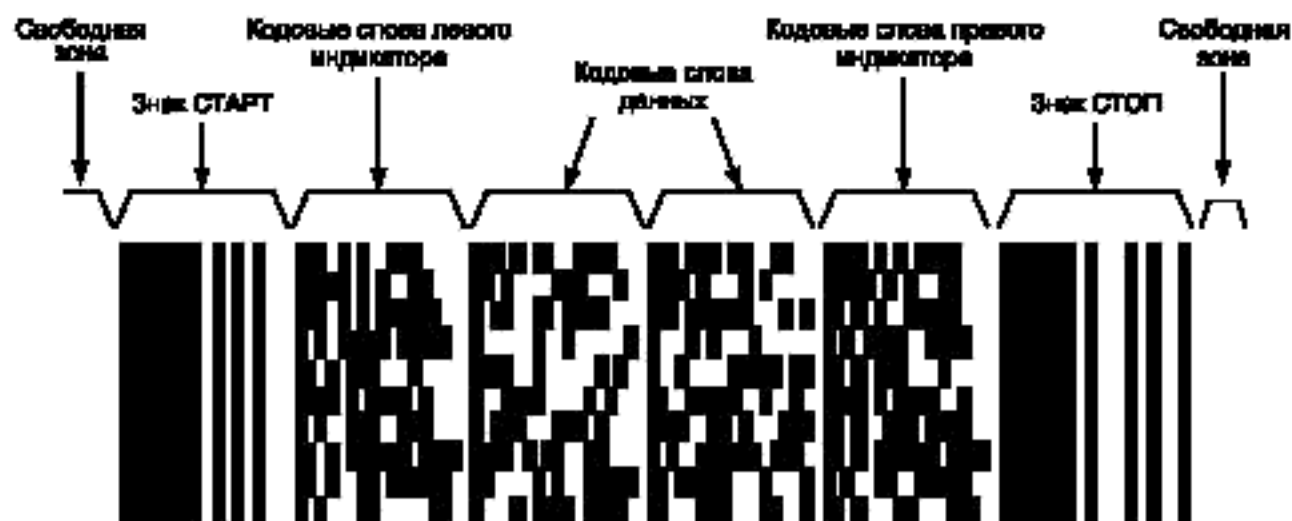 Свободная
зона
Кодовые слова левого
индикатора
Кодовые слова
данных
Кодовые слова правого
индикатора
Свободная
зона
Знак СТАРТ
Знак СТОП